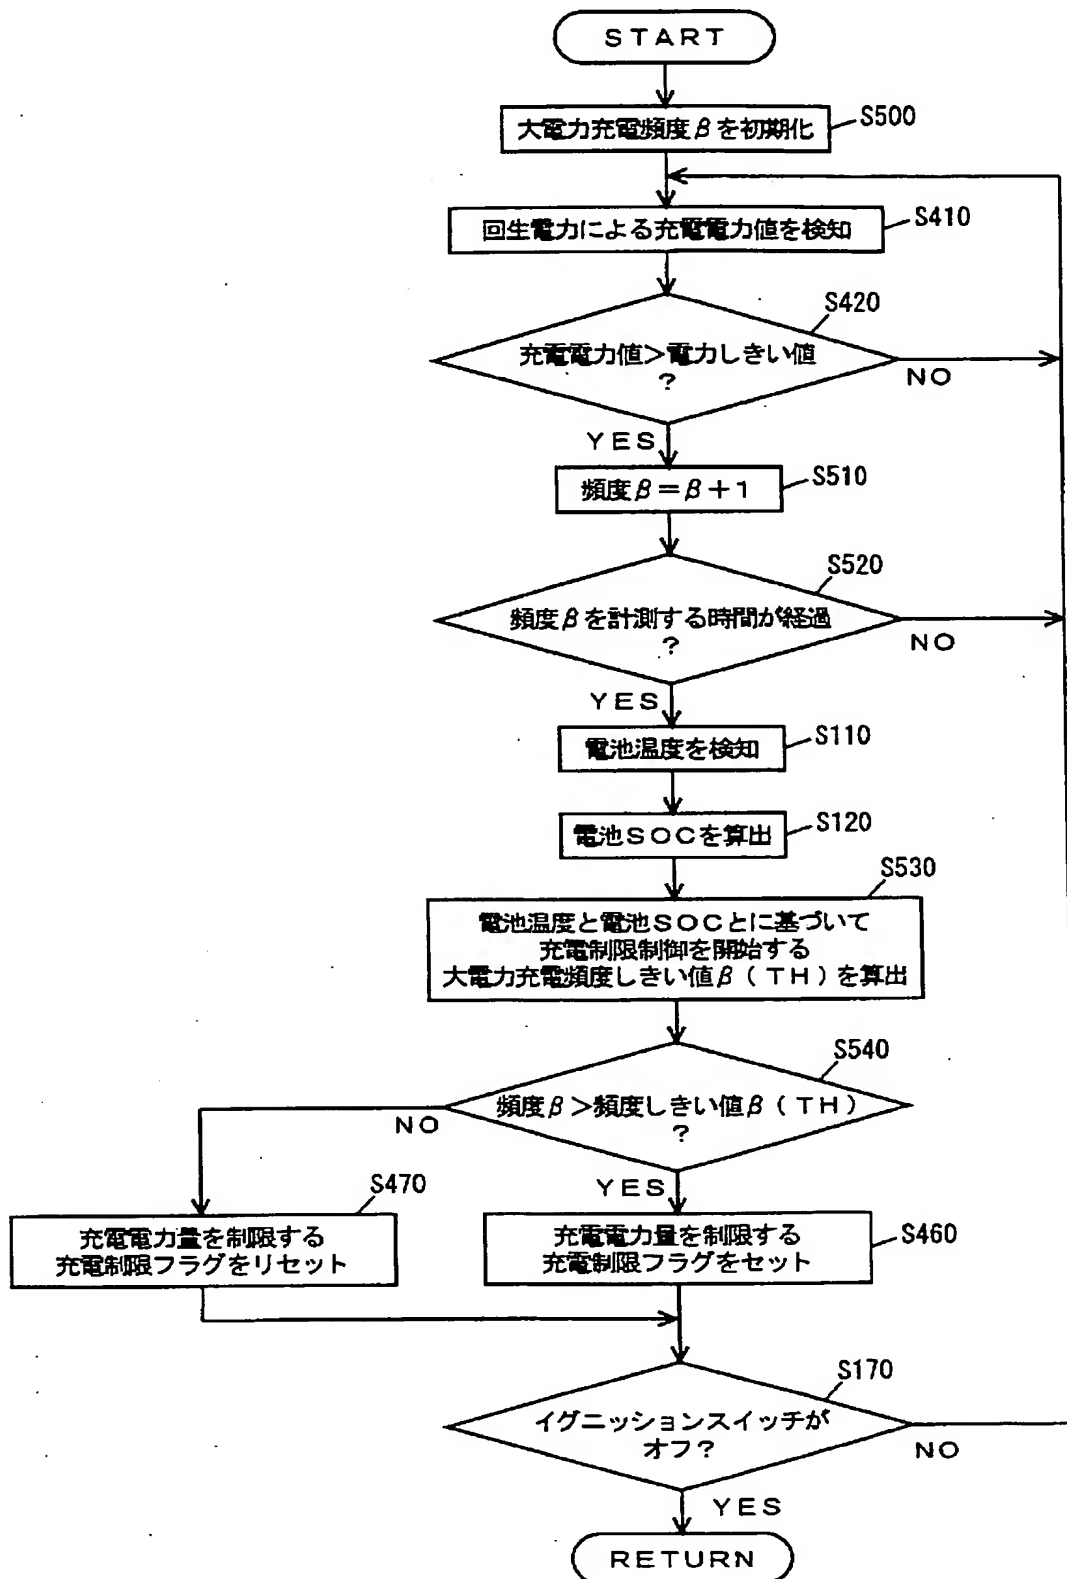 START
大電力充電頻度βを初期化
S500
回生電力による充電電力値を検知
S410
S420
充電電力値＞電力しきい値
？
NO
YES
頻度β＝β＋1
S510
S520
頻度βを計測する時間が経過
？
NO
YES
電池温度を検知
S110
電池SOCを算出
S120
S530
電池温度と電池SOCとに基づいて
充電制限制御を開始する
大電力充電頻度しきい値β（TH）を算出
S540
頻度β＞頻度しきい値β（TH）
？
NO
YES
S470
充電電力量を制限する
充電制限フラグをリセット
充電電力量を制限する
充電制限フラグをセット
S460
S170
イグニッションスイッチが
オフ？
NO
YES
RETURN